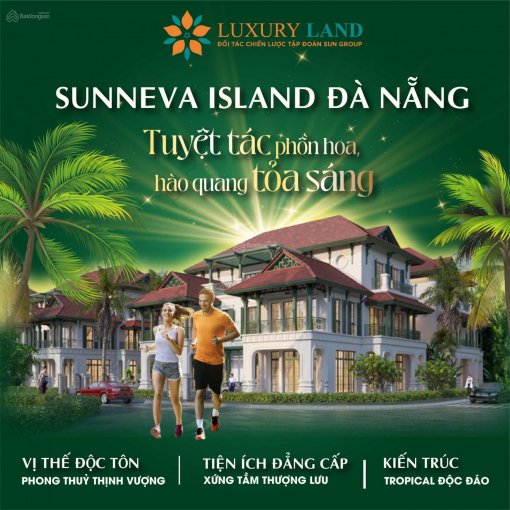 Batdongsan
LUXURY LAND
ĐỐI TÁC CHIẾN LƯỢC TẬP ĐOÀN SUN GROUP
SUNNEVA ISLAND ĐÀ NẴNG
Tuyệt tác phồn hoa,
hào quang tỏa sáng
Batdongsan
VỊ THẾ ĐỘC TÔN
PHONG THUỶ THỊNH VƯỢNG
TIỆN ÍCH ĐẲNG CẤP
XỨNG TẦM THƯỢNG LƯU
KIẾN TRÚC
TROPICAL ĐỘC ĐÁO